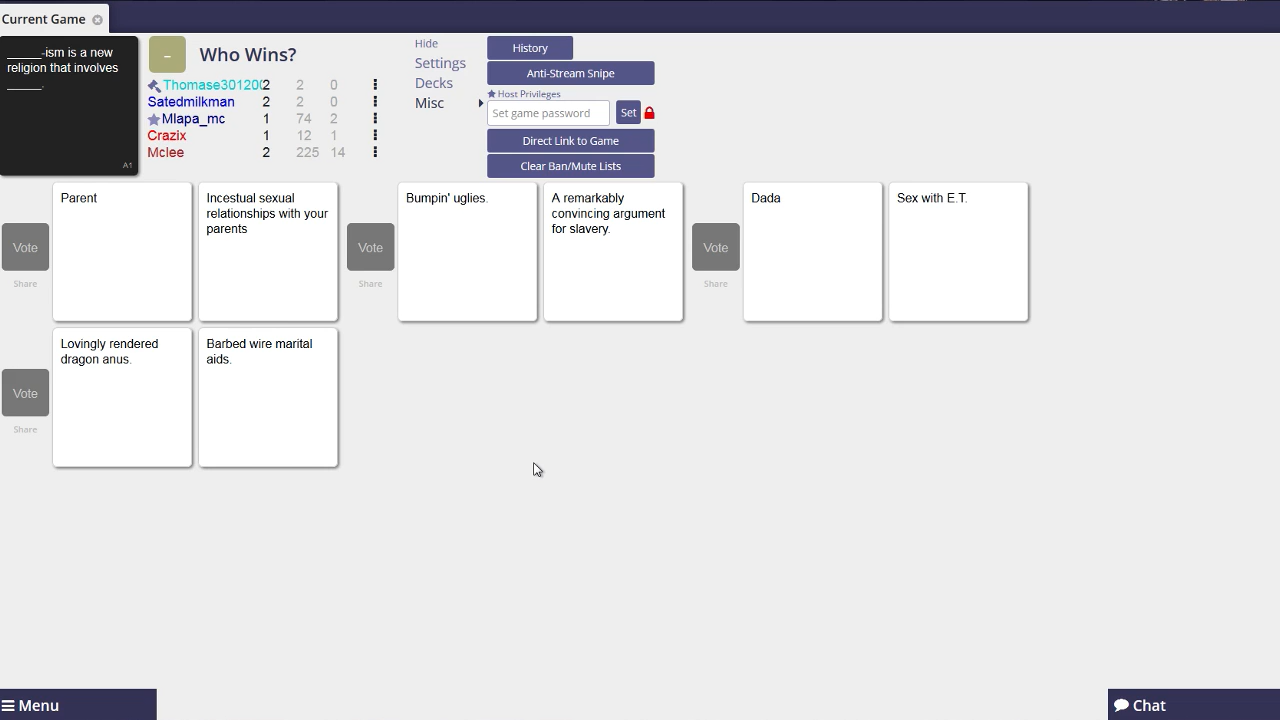 Current Game
_____-ism is a new
religion that involves
_____.
A1
–
Who Wins?
Thomase301200 2 2 0
Satedmilkman 2 2 0
Mlapa_mc 1 74 2
Crazix 1 12 1
Mclee 2 225 14
Hide
Settings
Decks
Misc
History
Anti-Stream Snipe
Host Privileges
Set game password
Set
Direct Link to Game
Clear Ban/Mute Lists
Vote
Share
Parent
Incestual sexual
relationships with your
parents
Vote
Share
Bumpin' uglies.
A remarkably
convincing argument
for slavery.
Vote
Share
Dada
Sex with E.T.
Vote
Share
Lovingly rendered
dragon anus.
Barbed wire marital
aids.
Menu
Chat